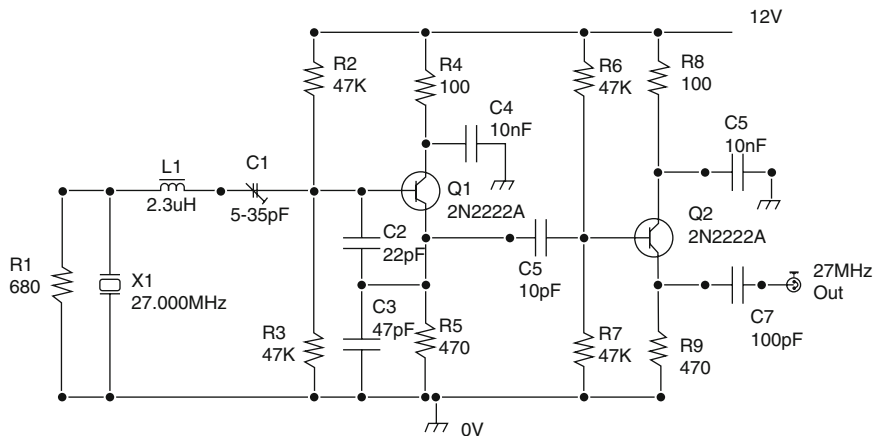 12V
R2
47K
R4
100
R6
47K
R8
100
C4
10nF
C5
10nF
L1
2.3uH
C1
5-35pF
Q1
2N2222A
Q2
2N2222A
C2
22pF
C5
10pF
R1
680
X1
27.000MHz
27MHz
Out
C3
47pF
R3
47K
R5
470
R7
47K
C7
100pF
R9
470
0V